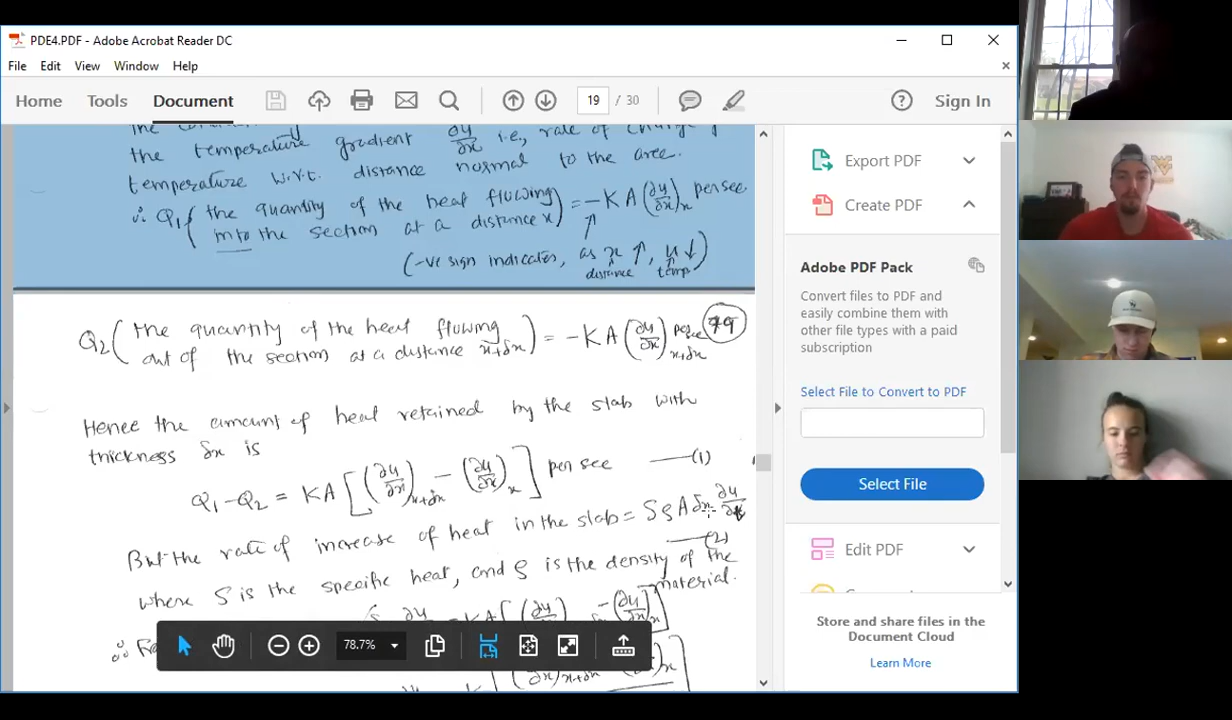 PDE4.PDF - Adobe Acrobat Reader DC
File Edit View Window Help
Home Tools Document 19 / 30 Sign In
the temperature gradient ∂u/∂x i.e., rate of change of
temperature w.r.t. distance normal to the area.
∴ Q1 ( the quantity of the heat flowing
into the section at a distance x ) = -KA (∂u/∂x)x per sec
(-ve sign indicates, as x ↑, u ↓)
distance temp
Q2 ( the quantity of the heat flowing
out of the section at a distance x+δx ) = -KA (∂u/∂x)x+δx per sec
Hence the amount of heat retained by the slab with
thickness δx is
Q1-Q2 = KA [(∂u/∂x)x+δx - (∂u/∂x)x] per sec —(1)
But the rate of increase of heat in the slab = SρAδx ∂u/∂t
—(2)
where S is the specific heat, and ρ is the density of the
material.
78.7%
Export PDF
Create PDF
Adobe PDF Pack
Convert files to PDF and
easily combine them with
other file types with a paid
subscription
Select File to Convert to PDF
Select File
Edit PDF
Store and share files in the
Document Cloud
Learn More